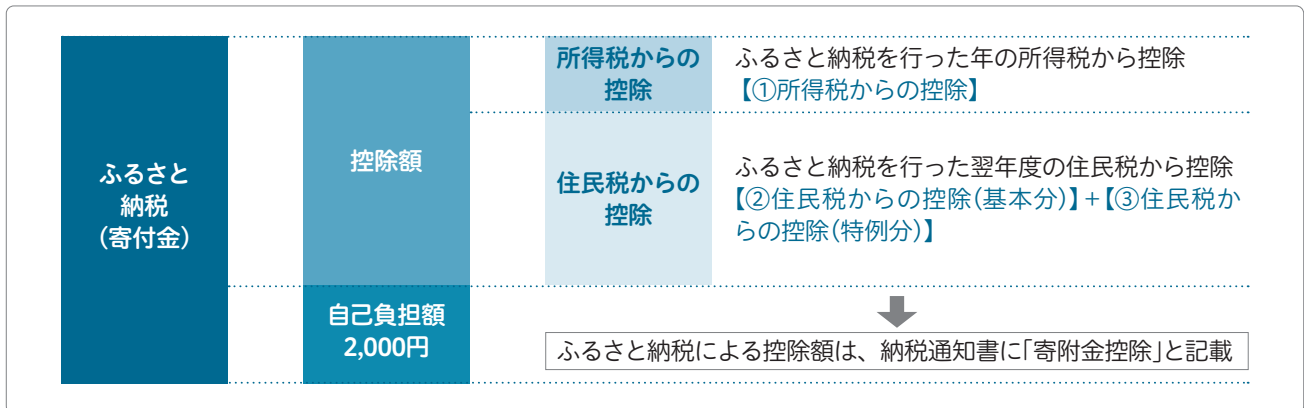 ふるさと
納税
（寄付金）
控除額
自己負担額
2,000円
所得税からの
控除
ふるさと納税を行った年の所得税から控除
【①所得税からの控除】
住民税からの
控除
ふるさと納税を行った翌年度の住民税から控除
【②住民税からの控除（基本分）】＋【③住民税か
らの控除（特例分）】
ふるさと納税による控除額は、納税通知書に「寄附金控除」と記載